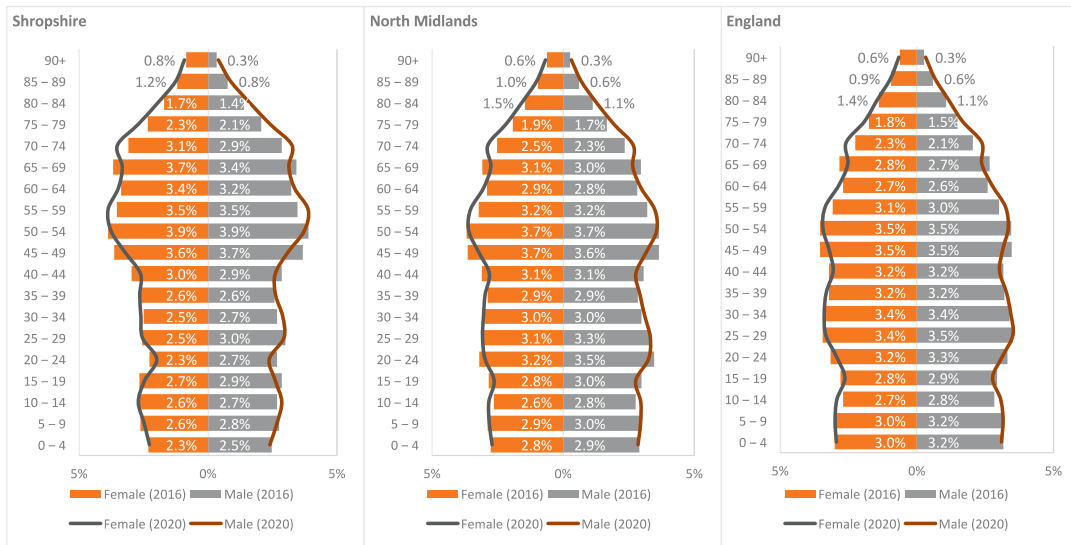 Shropshire
90+ 0.8% 0.3%
85 – 89 1.2% 0.8%
80 – 84 1.7% 1.4%
75 – 79 2.3% 2.1%
70 – 74 3.1% 2.9%
65 – 69 3.7% 3.4%
60 – 64 3.4% 3.2%
55 – 59 3.5% 3.5%
50 – 54 3.9% 3.9%
45 – 49 3.6% 3.7%
40 – 44 3.0% 2.9%
35 – 39 2.6% 2.6%
30 – 34 2.5% 2.7%
25 – 29 2.5% 3.0%
20 – 24 2.3% 2.7%
15 – 19 2.7% 2.9%
10 – 14 2.6% 2.7%
5 – 9 2.6% 2.8%
0 – 4 2.3% 2.5%
5% 0% 5%
Female (2016) Male (2016)
Female (2020) Male (2020)
North Midlands
90+ 0.6% 0.3%
85 – 89 1.0% 0.6%
80 – 84 1.5% 1.1%
75 – 79 1.9% 1.7%
70 – 74 2.5% 2.3%
65 – 69 3.1% 3.0%
60 – 64 2.9% 2.8%
55 – 59 3.2% 3.2%
50 – 54 3.7% 3.7%
45 – 49 3.7% 3.6%
40 – 44 3.1% 3.1%
35 – 39 2.9% 2.9%
30 – 34 3.0% 3.0%
25 – 29 3.1% 3.3%
20 – 24 3.2% 3.5%
15 – 19 2.8% 3.0%
10 – 14 2.6% 2.8%
5 – 9 2.9% 3.0%
0 – 4 2.8% 2.9%
5% 0% 5%
Female (2016) Male (2016)
Female (2020) Male (2020)
England
90+ 0.6% 0.3%
85 – 89 0.9% 0.6%
80 – 84 1.4% 1.1%
75 – 79 1.8% 1.5%
70 – 74 2.3% 2.1%
65 – 69 2.8% 2.7%
60 – 64 2.7% 2.6%
55 – 59 3.1% 3.0%
50 – 54 3.5% 3.5%
45 – 49 3.5% 3.5%
40 – 44 3.2% 3.2%
35 – 39 3.2% 3.2%
30 – 34 3.4% 3.4%
25 – 29 3.4% 3.5%
20 – 24 3.2% 3.3%
15 – 19 2.8% 2.9%
10 – 14 2.7% 2.8%
5 – 9 3.0% 3.2%
0 – 4 3.0% 3.2%
5% 0% 5%
Female (2016) Male (2016)
Female (2020) Male (2020)